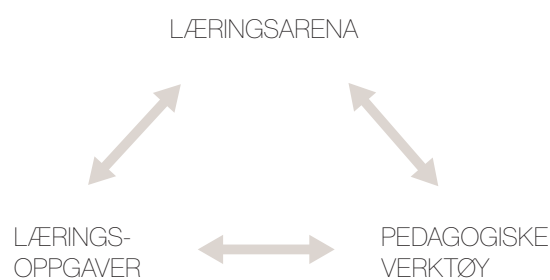 LÆRINGSARENA
LÆRINGS-
OPPGAVER
PEDAGOGISKE
VERKTØY